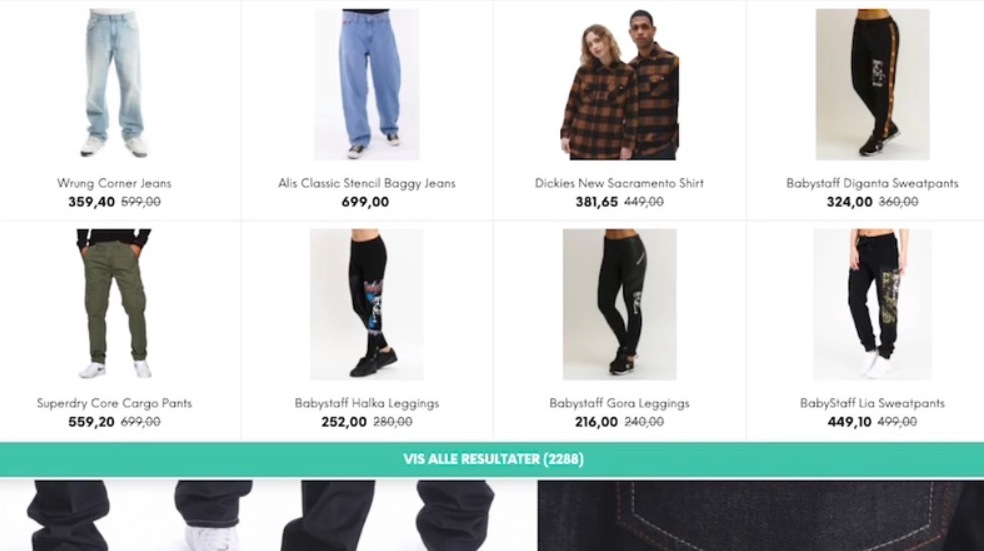 Wrung Corner Jeans
359,40 599,00
Alis Classic Stencil Baggy Jeans
699,00
Dickies New Sacramento Shirt
381,65 449,00
Babystaff Diganta Sweatpants
324,00 360,00
Superdry Core Cargo Pants
559,20 699,00
Babystaff Halka Leggings
252,00 280,00
Babystaff Gora Leggings
216,00 240,00
BabyStaff Lia Sweatpants
449,10 499,00
VIS ALLE RESULTATER (2288)